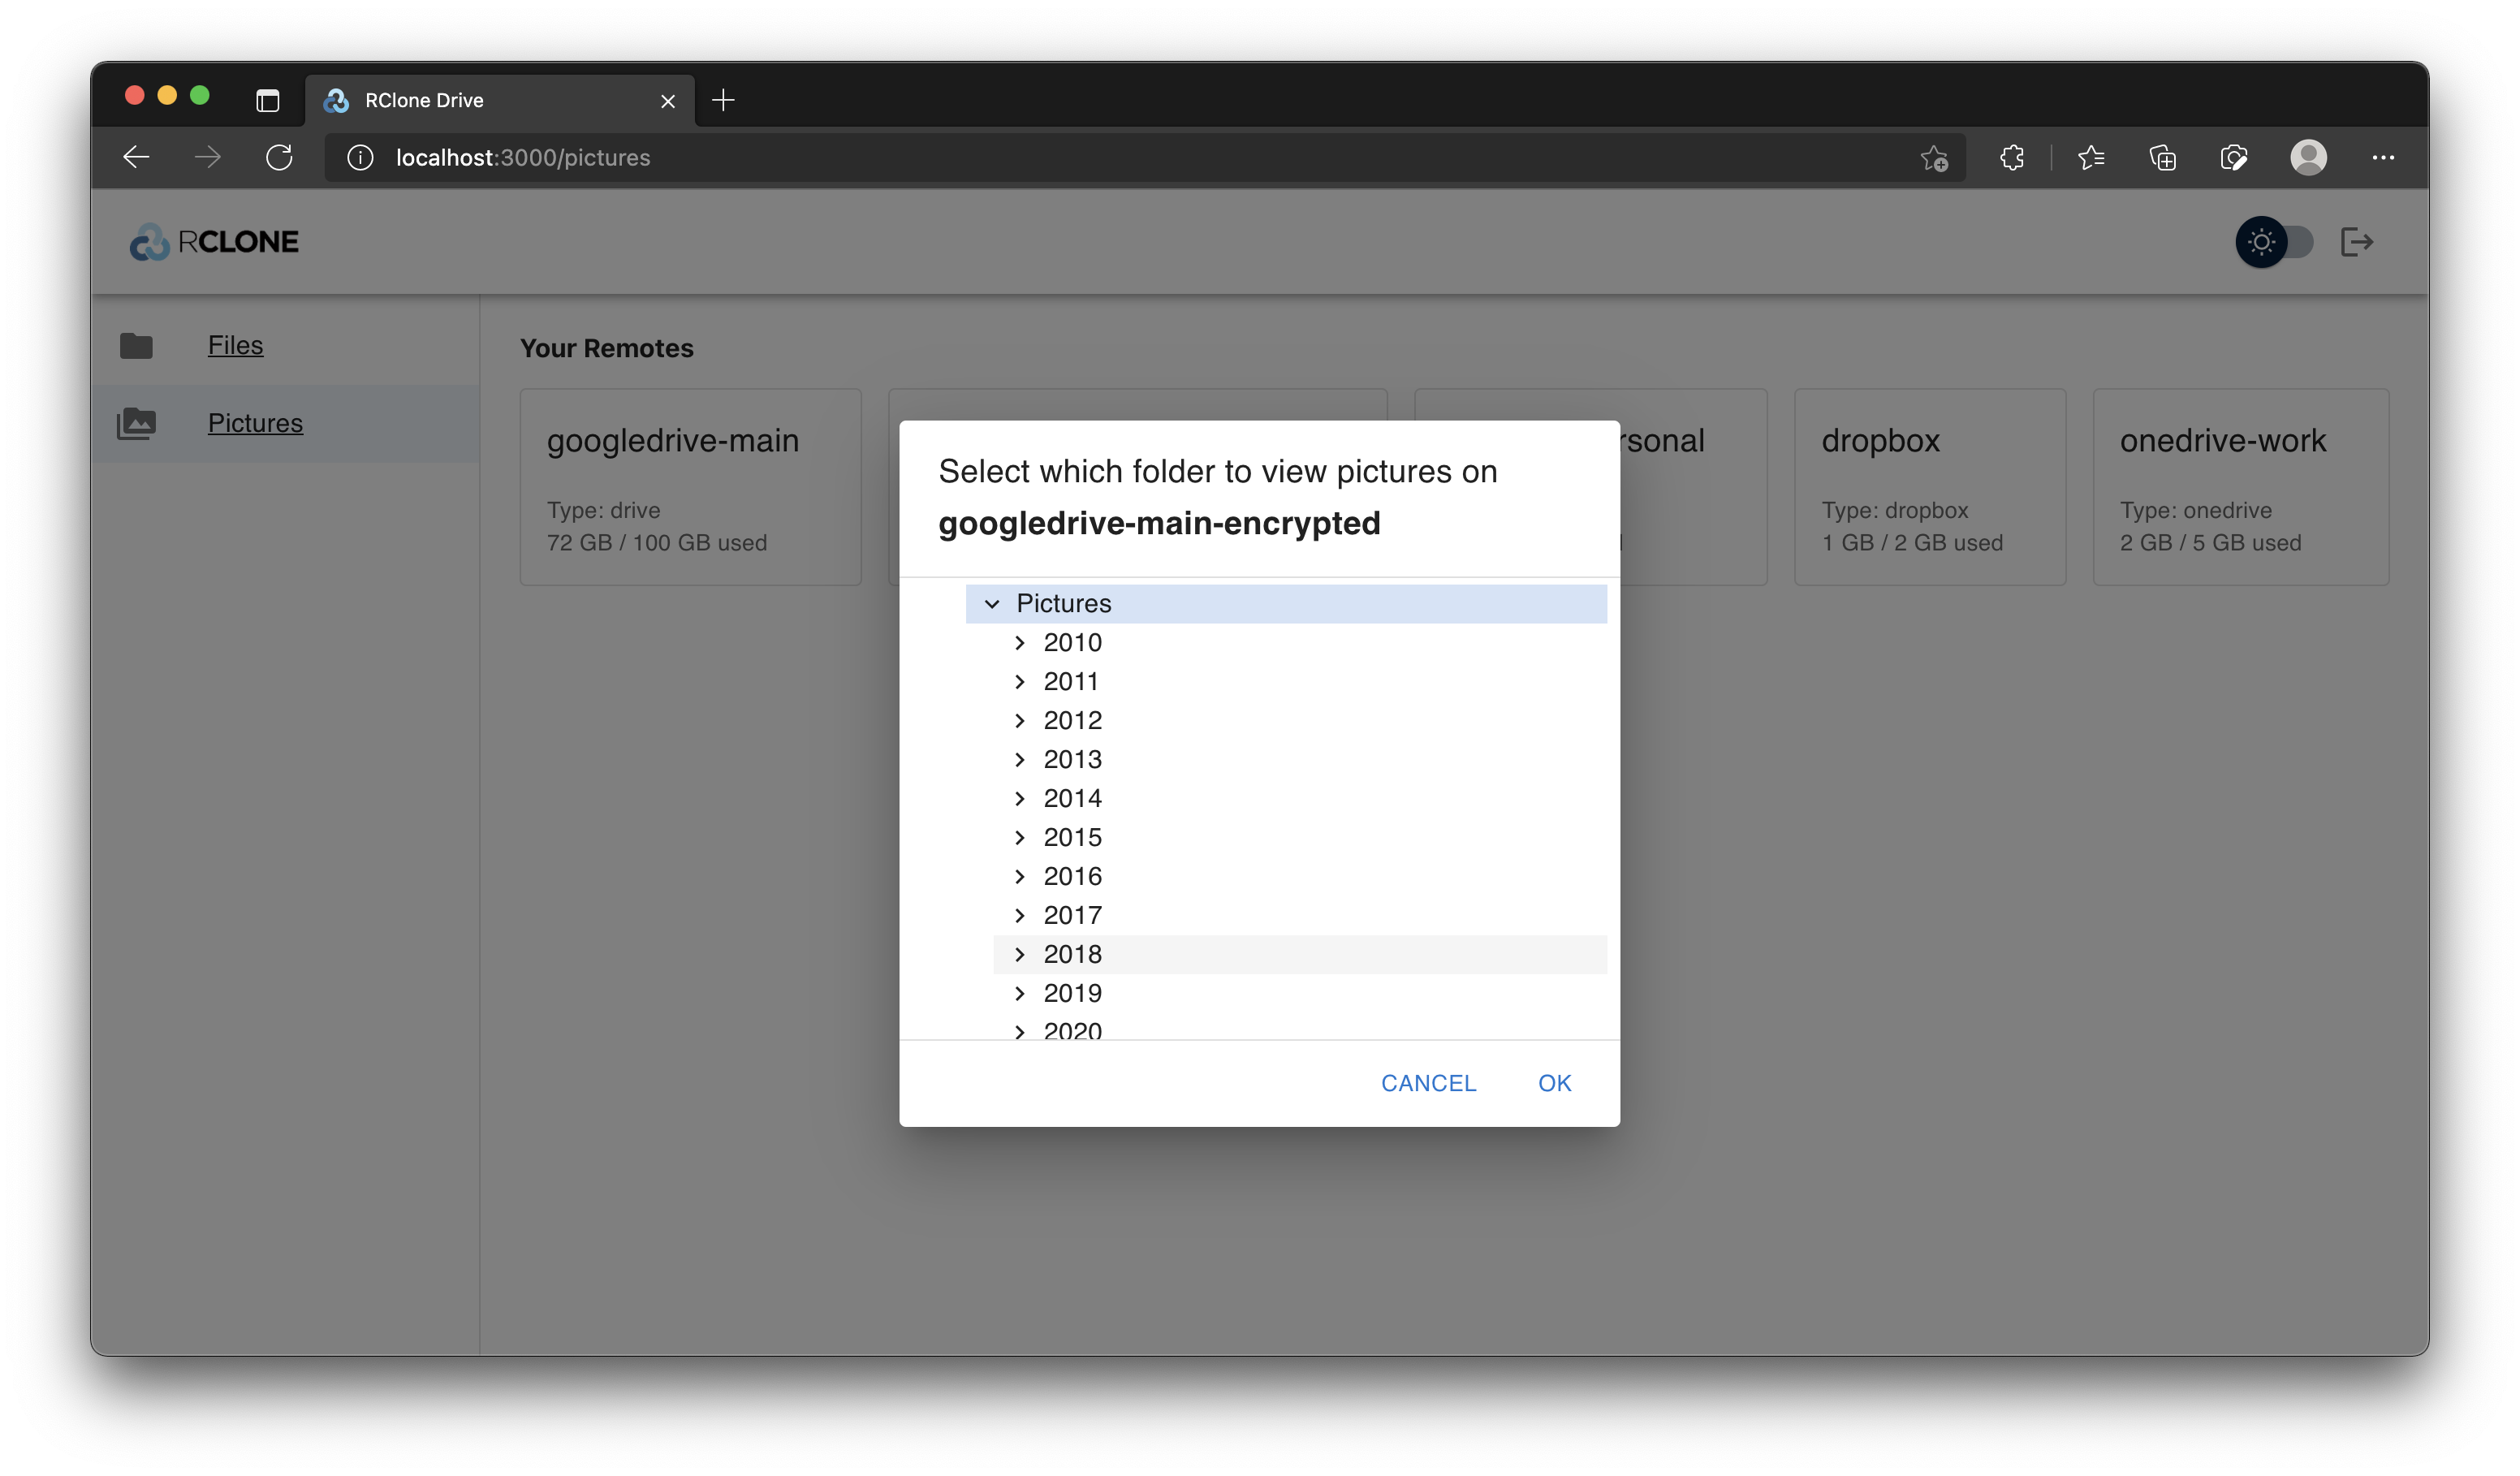 RClone Drive
localhost:3000/pictures
RCLONE
Files
Pictures
Your Remotes
googledrive-main
Type: drive
72 GB / 100 GB used
rsonal
dropbox
Type: dropbox
1 GB / 2 GB used
onedrive-work
Type: onedrive
2 GB / 5 GB used
Select which folder to view pictures on
googledrive-main-encrypted
Pictures
2010
2011
2012
2013
2014
2015
2016
2017
2018
2019
2020
CANCEL OK